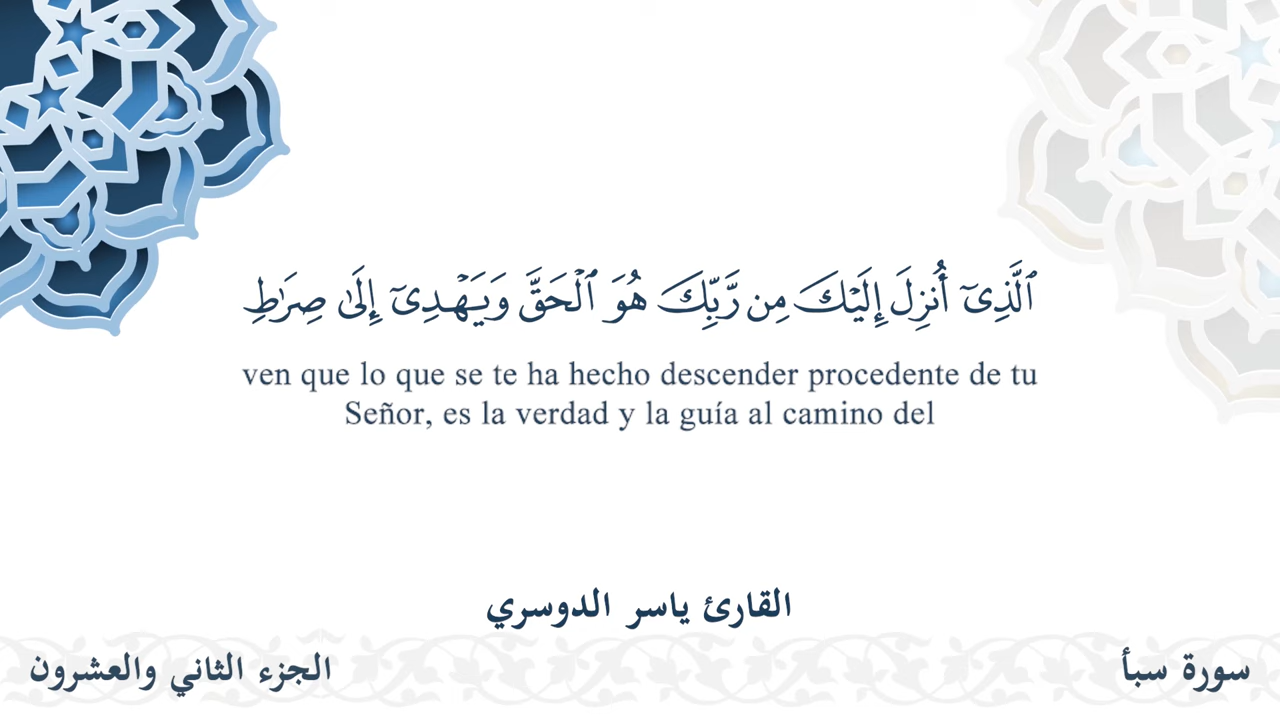 ٱلَّذِىٓ أُنزِلَ إِلَيْكَ مِن رَّبِّكَ هُوَ ٱلْحَقَّ وَيَهْدِىٓ إِلَىٰ صِرَٰطِ
ven que lo que se te ha hecho descender procedente de tu
Señor, es la verdad y la guía al camino del
القارئ ياسر الدوسري
سورة سبأ
الجزء الثاني والعشرون